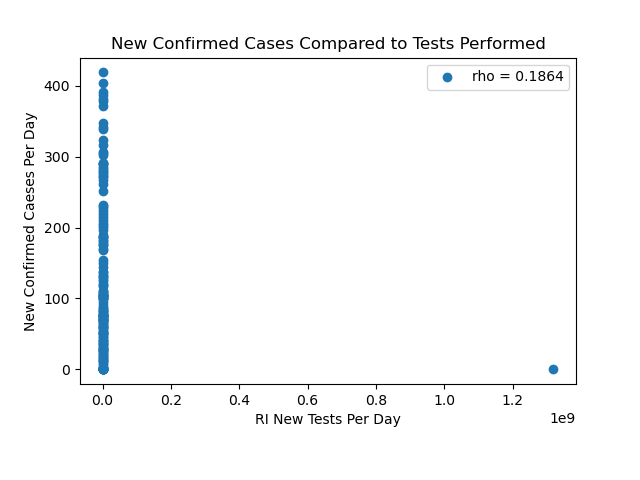 New Confirmed Cases Compared to Tests Performed
rho = 0.1864
400
300
200
100
0
New Confirmed Caeses Per Day
0.0 0.2 0.4 0.6 0.8 1.0 1.2
1e9
RI New Tests Per Day